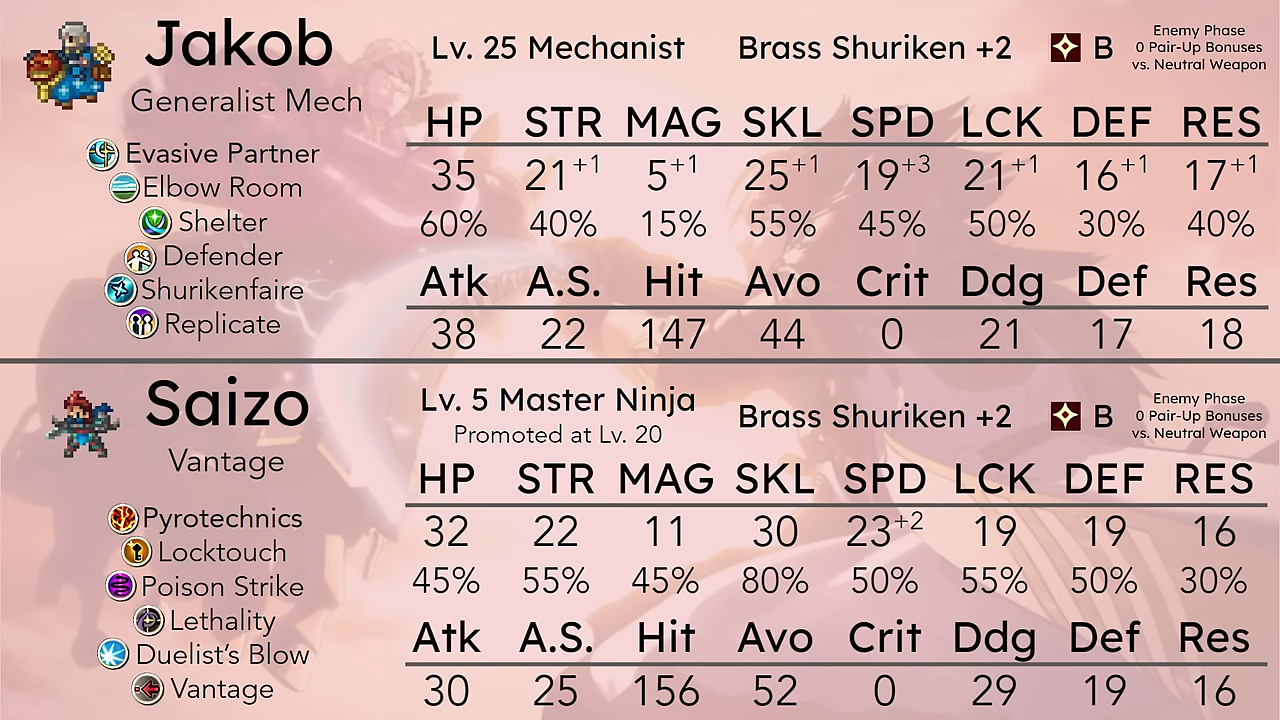 Jakob
Generalist Mech
Lv. 25 Mechanist
Brass Shuriken +2
B
Enemy Phase
0 Pair-Up Bonuses
vs. Neutral Weapon
Evasive Partner
Elbow Room
Shelter
Defender
Shurikenfaire
Replicate
HP STR MAG SKL SPD LCK DEF RES
35 21+1 5+1 25+1 19+3 21+1 16+1 17+1
60% 40% 15% 55% 45% 50% 30% 40%
Atk A.S. Hit Avo Crit Ddg Def Res
38 22 147 44 0 21 17 18
Saizo
Vantage
Lv. 5 Master Ninja
Promoted at Lv. 20
Brass Shuriken +2
B
Enemy Phase
0 Pair-Up Bonuses
vs. Neutral Weapon
Pyrotechnics
Locktouch
Poison Strike
Lethality
Duelist's Blow
Vantage
HP STR MAG SKL SPD LCK DEF RES
32 22 11 30 23+2 19 19 16
45% 55% 45% 80% 50% 55% 50% 30%
Atk A.S. Hit Avo Crit Ddg Def Res
30 25 156 52 0 29 19 16